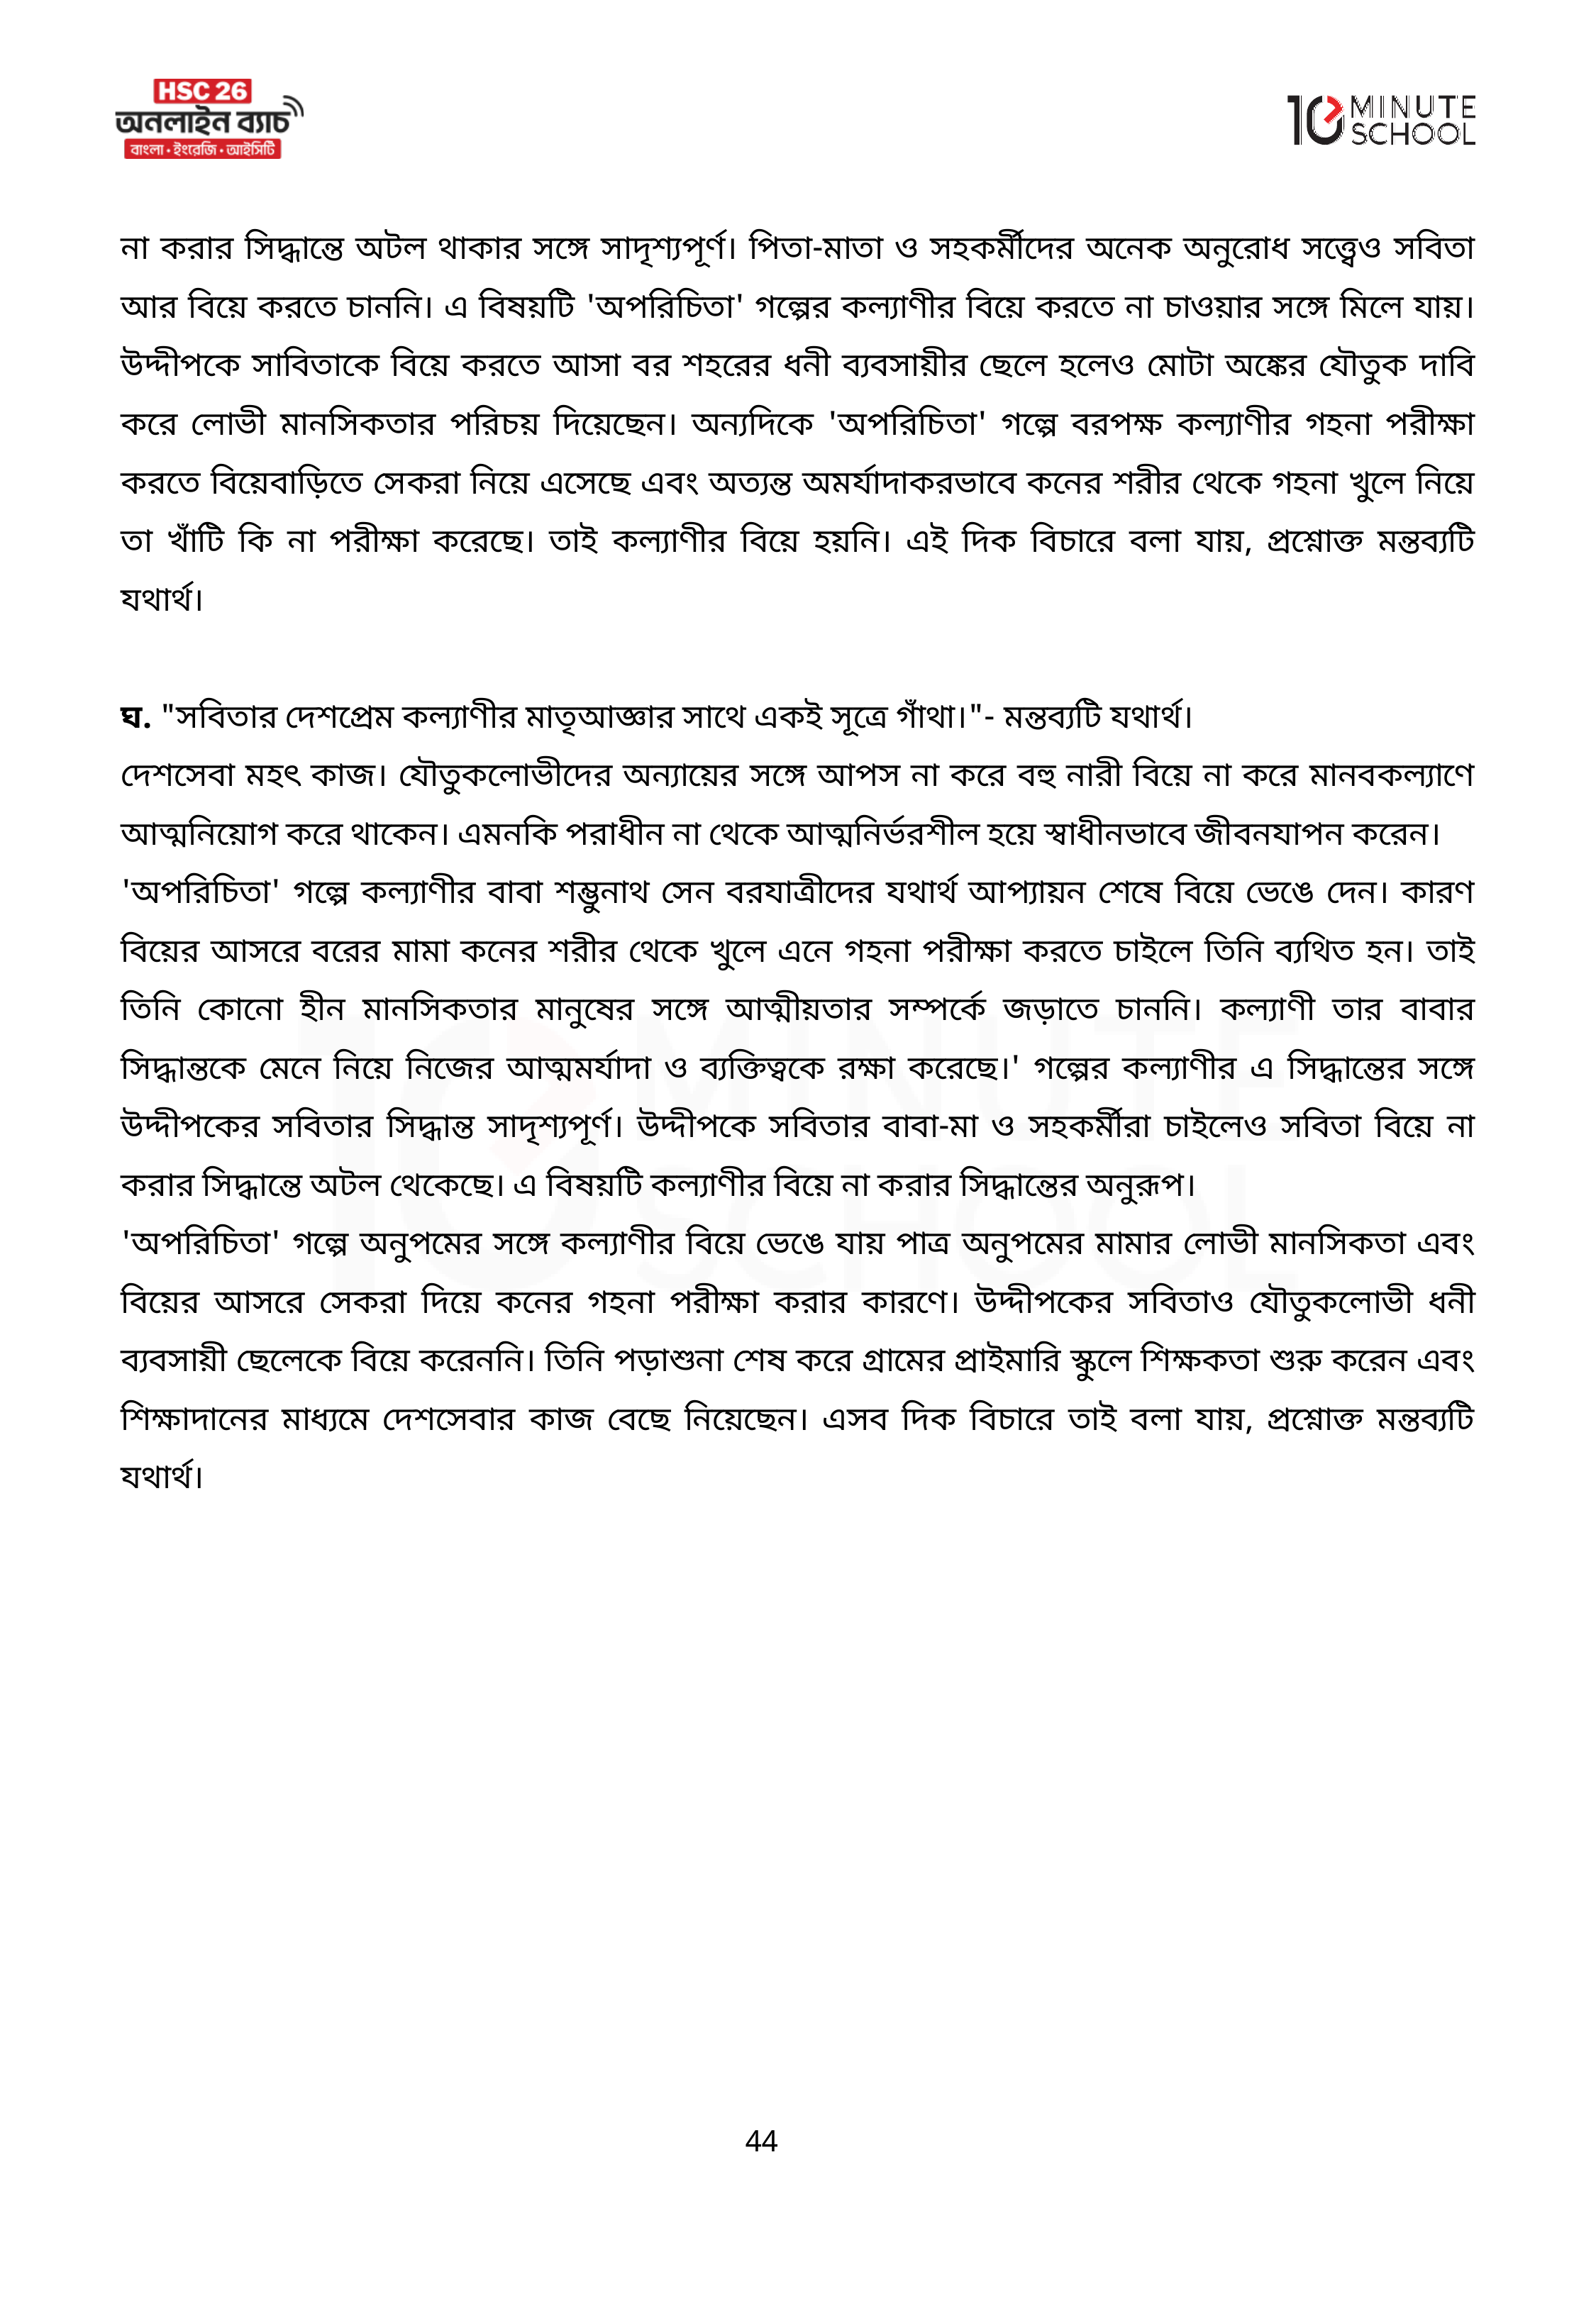 HSC 26
অনলাইন ব্যাচ
বাংলা • ইংরেজি • আইসিটি
10 MINUTE
SCHOOL
না করার সিদ্ধান্তে অটল থাকার সঙ্গে সাদৃশ্যপূর্ণ। পিতা-মাতা ও সহকর্মীদের অনেক অনুরোধ সত্ত্বেও সবিতা
আর বিয়ে করতে চাননি। এ বিষয়টি 'অপরিচিতা' গল্পের কল্যাণীর বিয়ে করতে না চাওয়ার সঙ্গে মিলে যায়।
উদ্দীপকে সাবিতাকে বিয়ে করতে আসা বর শহরের ধনী ব্যবসায়ীর ছেলে হলেও মোটা অঙ্কের যৌতুক দাবি
করে লোভী মানসিকতার পরিচয় দিয়েছেন। অন্যদিকে 'অপরিচিতা' গল্পে বরপক্ষ কল্যাণীর গহনা পরীক্ষা
করতে বিয়েবাড়িতে সেকরা নিয়ে এসেছে এবং অত্যন্ত অমর্যাদাকরভাবে কনের শরীর থেকে গহনা খুলে নিয়ে
তা খাঁটি কি না পরীক্ষা করেছে। তাই কল্যাণীর বিয়ে হয়নি। এই দিক বিচারে বলা যায়, প্রশ্নোক্ত মন্তব্যটি
যথার্থ।
ঘ. "সবিতার দেশপ্রেম কল্যাণীর মাতৃআজ্ঞার সাথে একই সূত্রে গাঁথা।"- মন্তব্যটি যথার্থ।
দেশসেবা মহৎ কাজ। যৌতুকলোভীদের অন্যায়ের সঙ্গে আপস না করে বহু নারী বিয়ে না করে মানবকল্যাণে
আত্মনিয়োগ করে থাকেন। এমনকি পরাধীন না থেকে আত্মনির্ভরশীল হয়ে স্বাধীনভাবে জীবনযাপন করেন।
'অপরিচিতা' গল্পে কল্যাণীর বাবা শম্ভুনাথ সেন বরযাত্রীদের যথার্থ আপ্যায়ন শেষে বিয়ে ভেঙে দেন। কারণ
বিয়ের আসরে বরের মামা কনের শরীর থেকে খুলে এনে গহনা পরীক্ষা করতে চাইলে তিনি ব্যথিত হন। তাই
তিনি কোনো হীন মানসিকতার মানুষের সঙ্গে আত্মীয়তার সম্পর্কে জড়াতে চাননি। কল্যাণী তার বাবার
সিদ্ধান্তকে মেনে নিয়ে নিজের আত্মমর্যাদা ও ব্যক্তিত্বকে রক্ষা করেছে।' গল্পের কল্যাণীর এ সিদ্ধান্তের সঙ্গে
উদ্দীপকের সবিতার সিদ্ধান্ত সাদৃশ্যপূর্ণ। উদ্দীপকে সবিতার বাবা-মা ও সহকর্মীরা চাইলেও সবিতা বিয়ে না
করার সিদ্ধান্তে অটল থেকেছে। এ বিষয়টি কল্যাণীর বিয়ে না করার সিদ্ধান্তের অনুরূপ।
'অপরিচিতা' গল্পে অনুপমের সঙ্গে কল্যাণীর বিয়ে ভেঙে যায় পাত্র অনুপমের মামার লোভী মানসিকতা এবং
বিয়ের আসরে সেকরা দিয়ে কনের গহনা পরীক্ষা করার কারণে। উদ্দীপকের সবিতাও যৌতুকলোভী ধনী
ব্যবসায়ী ছেলেকে বিয়ে করেননি। তিনি পড়াশুনা শেষ করে গ্রামের প্রাইমারি স্কুলে শিক্ষকতা শুরু করেন এবং
শিক্ষাদানের মাধ্যমে দেশসেবার কাজ বেছে নিয়েছেন। এসব দিক বিচারে তাই বলা যায়, প্রশ্নোক্ত মন্তব্যটি
যথার্থ।
44